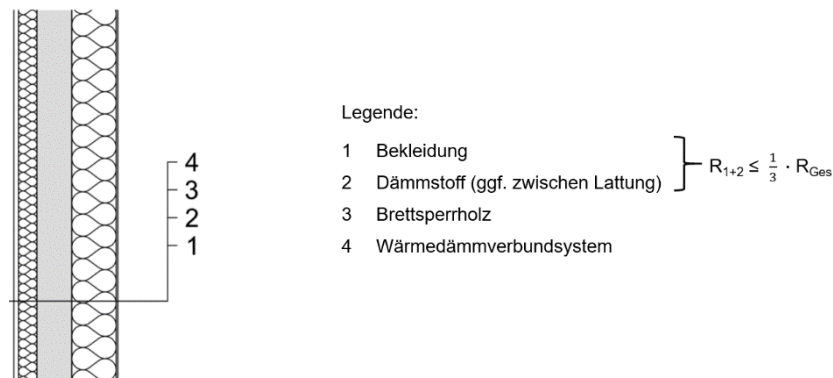 4
3
2
1
Legende:
1 Bekleidung
2 Dämmstoff (ggf. zwischen Lattung)
3 Brettsperrholz
4 Wärmedämmverbundsystem
R₁₊₂ ≤ 1/3 · R_Ges